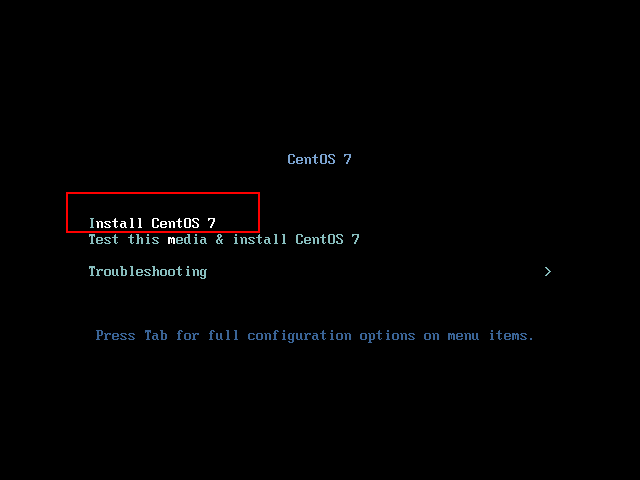 CentOS 7
Install CentOS 7
Test this media & install CentOS 7
Troubleshooting >
Press Tab for full configuration options on menu items.